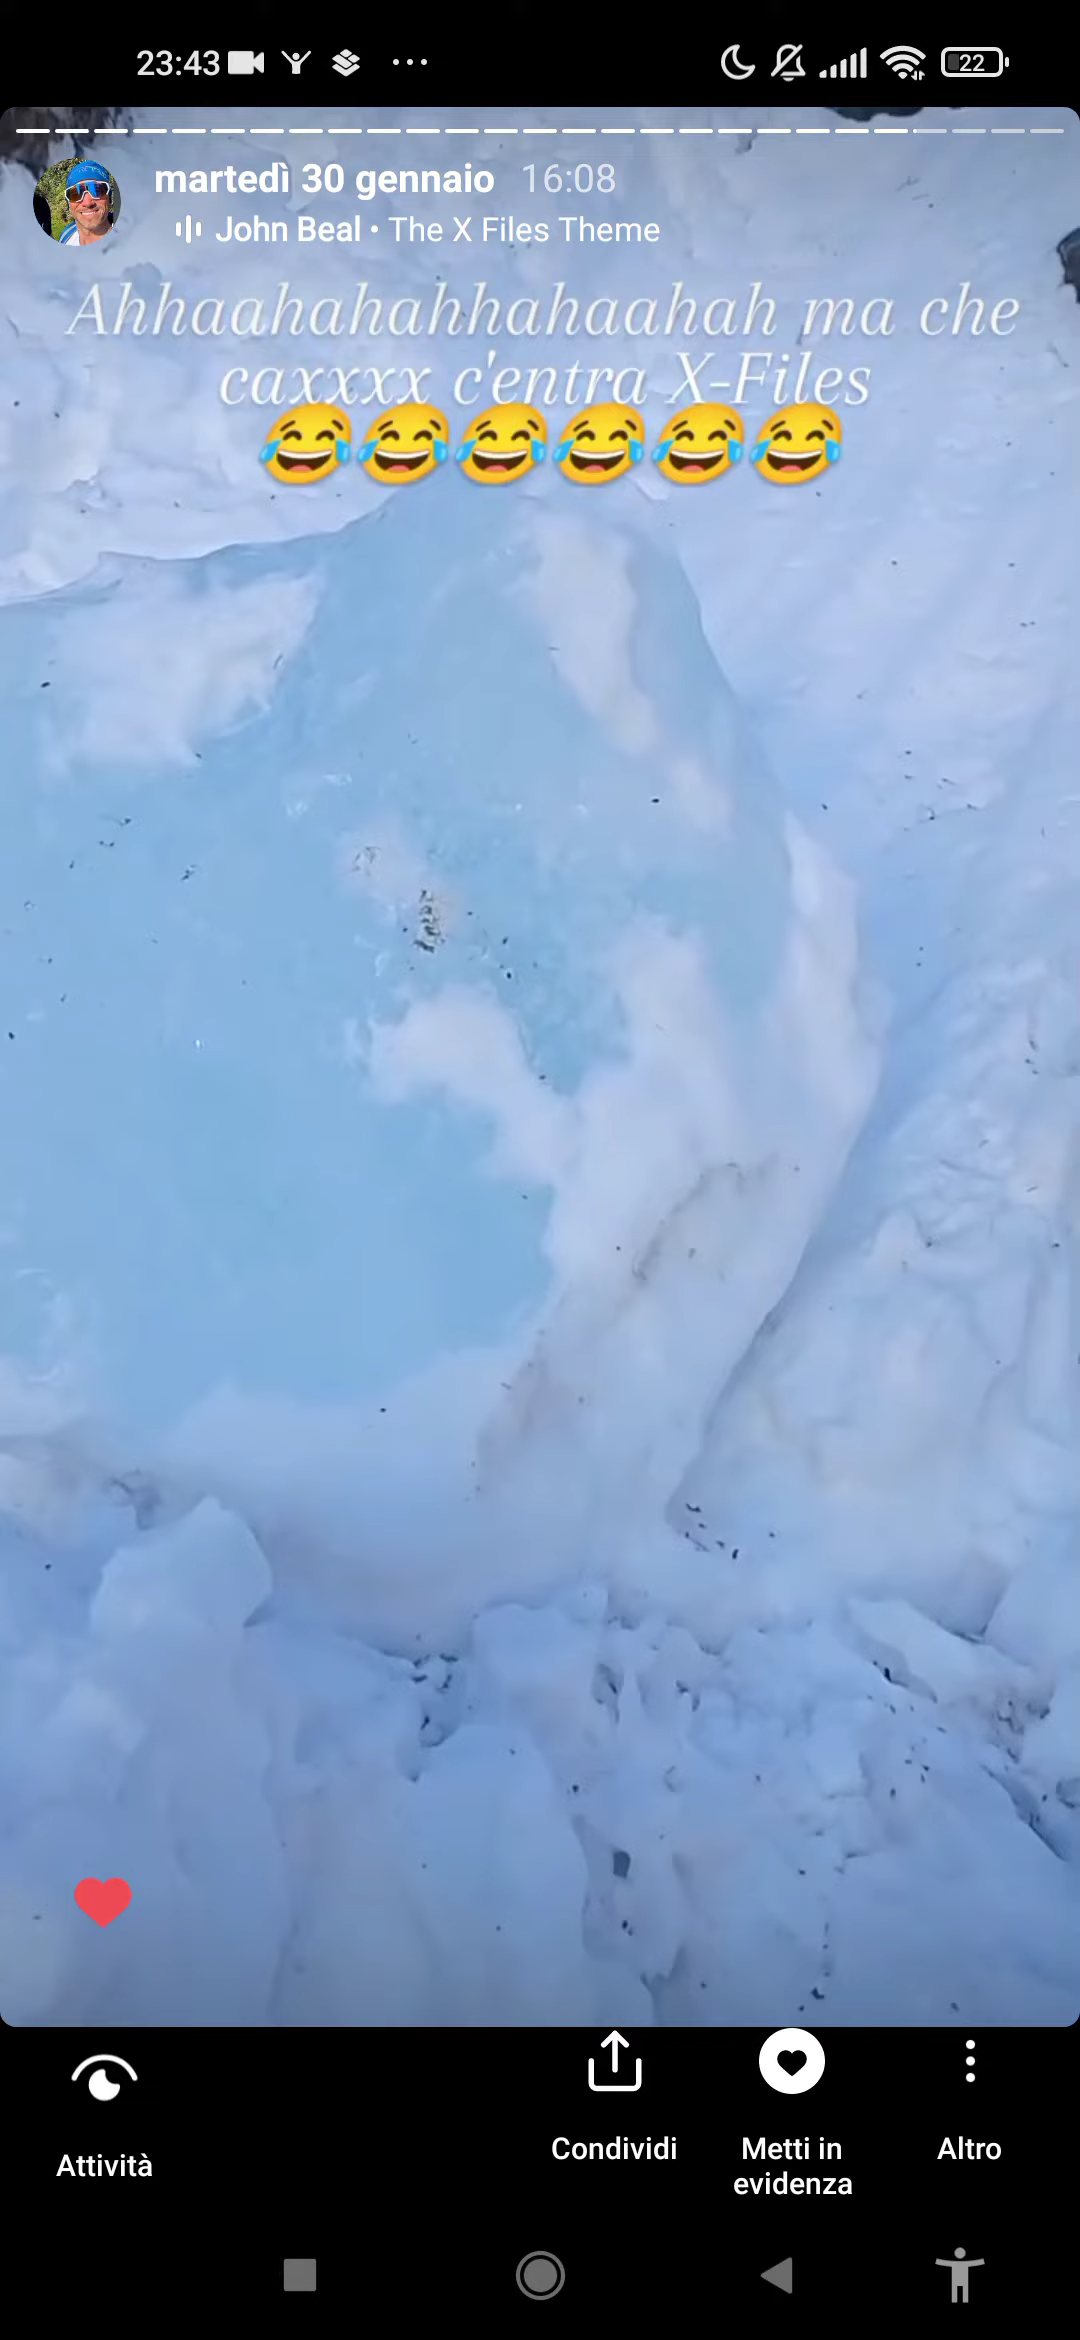 23:43
22
martedì 30 gennaio 16:08
John Beal • The X Files Theme
Ahhaahahahhahaahah ma che
caxxxx c'entra X-Files
😂😂😂😂😂😂
Attività
Condividi
Metti in
evidenza
Altro